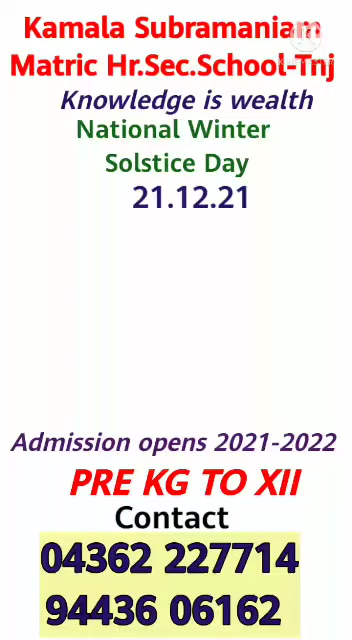 Kamala Subramaniam
Matric Hr.Sec.School-Tnj
Knowledge is wealth
National Winter
Solstice Day
21.12.21
Admission opens 2021-2022
PRE KG TO XII
Contact
04362 227714
94436 06162